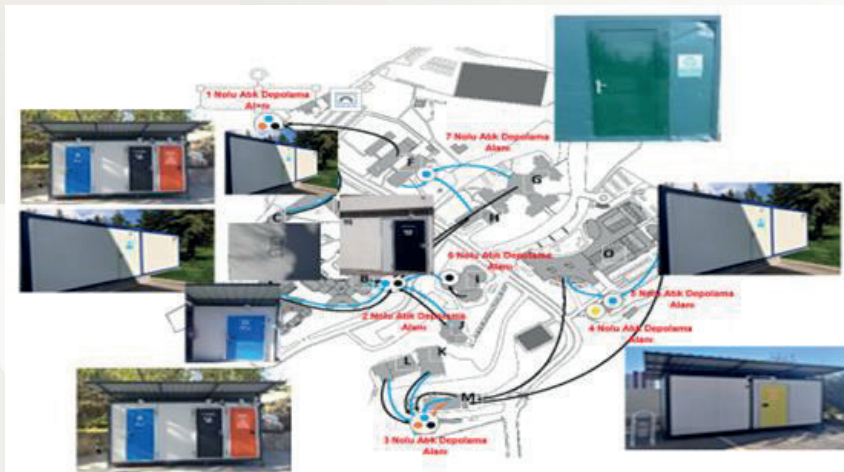 1 Nolu Atık Depolama
Alanı
7 Nolu Atık Depolama
Alanı
F
G
C
H
6 Nolu Atık Depolama
Alanı
O
B
I
5 Nolu Atık Depolama
Alanı
2 Nolu Atık Depolama
Alanı
J
4 Nolu Atık Depolama
Alanı
K
L
M
3 Nolu Atık Depolama
Alanı